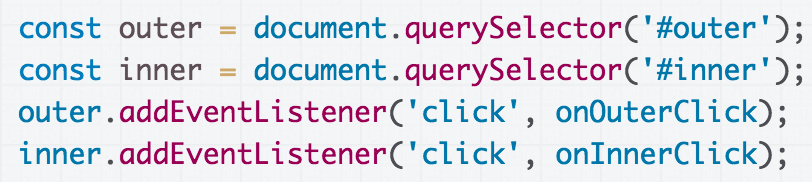 const outer = document.querySelector('#outer');
const inner = document.querySelector('#inner');
outer.addEventListener('click', onOuterClick);
inner.addEventListener('click', onInnerClick);